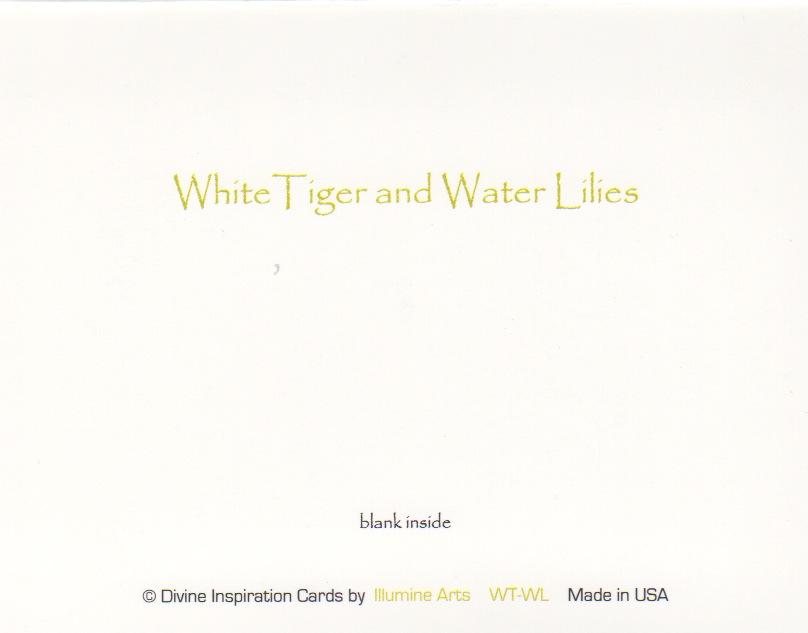 White Tiger and Water Lilies
,
blank inside
© Divine Inspiration Cards by Illumine Arts WT-WL Made in USA